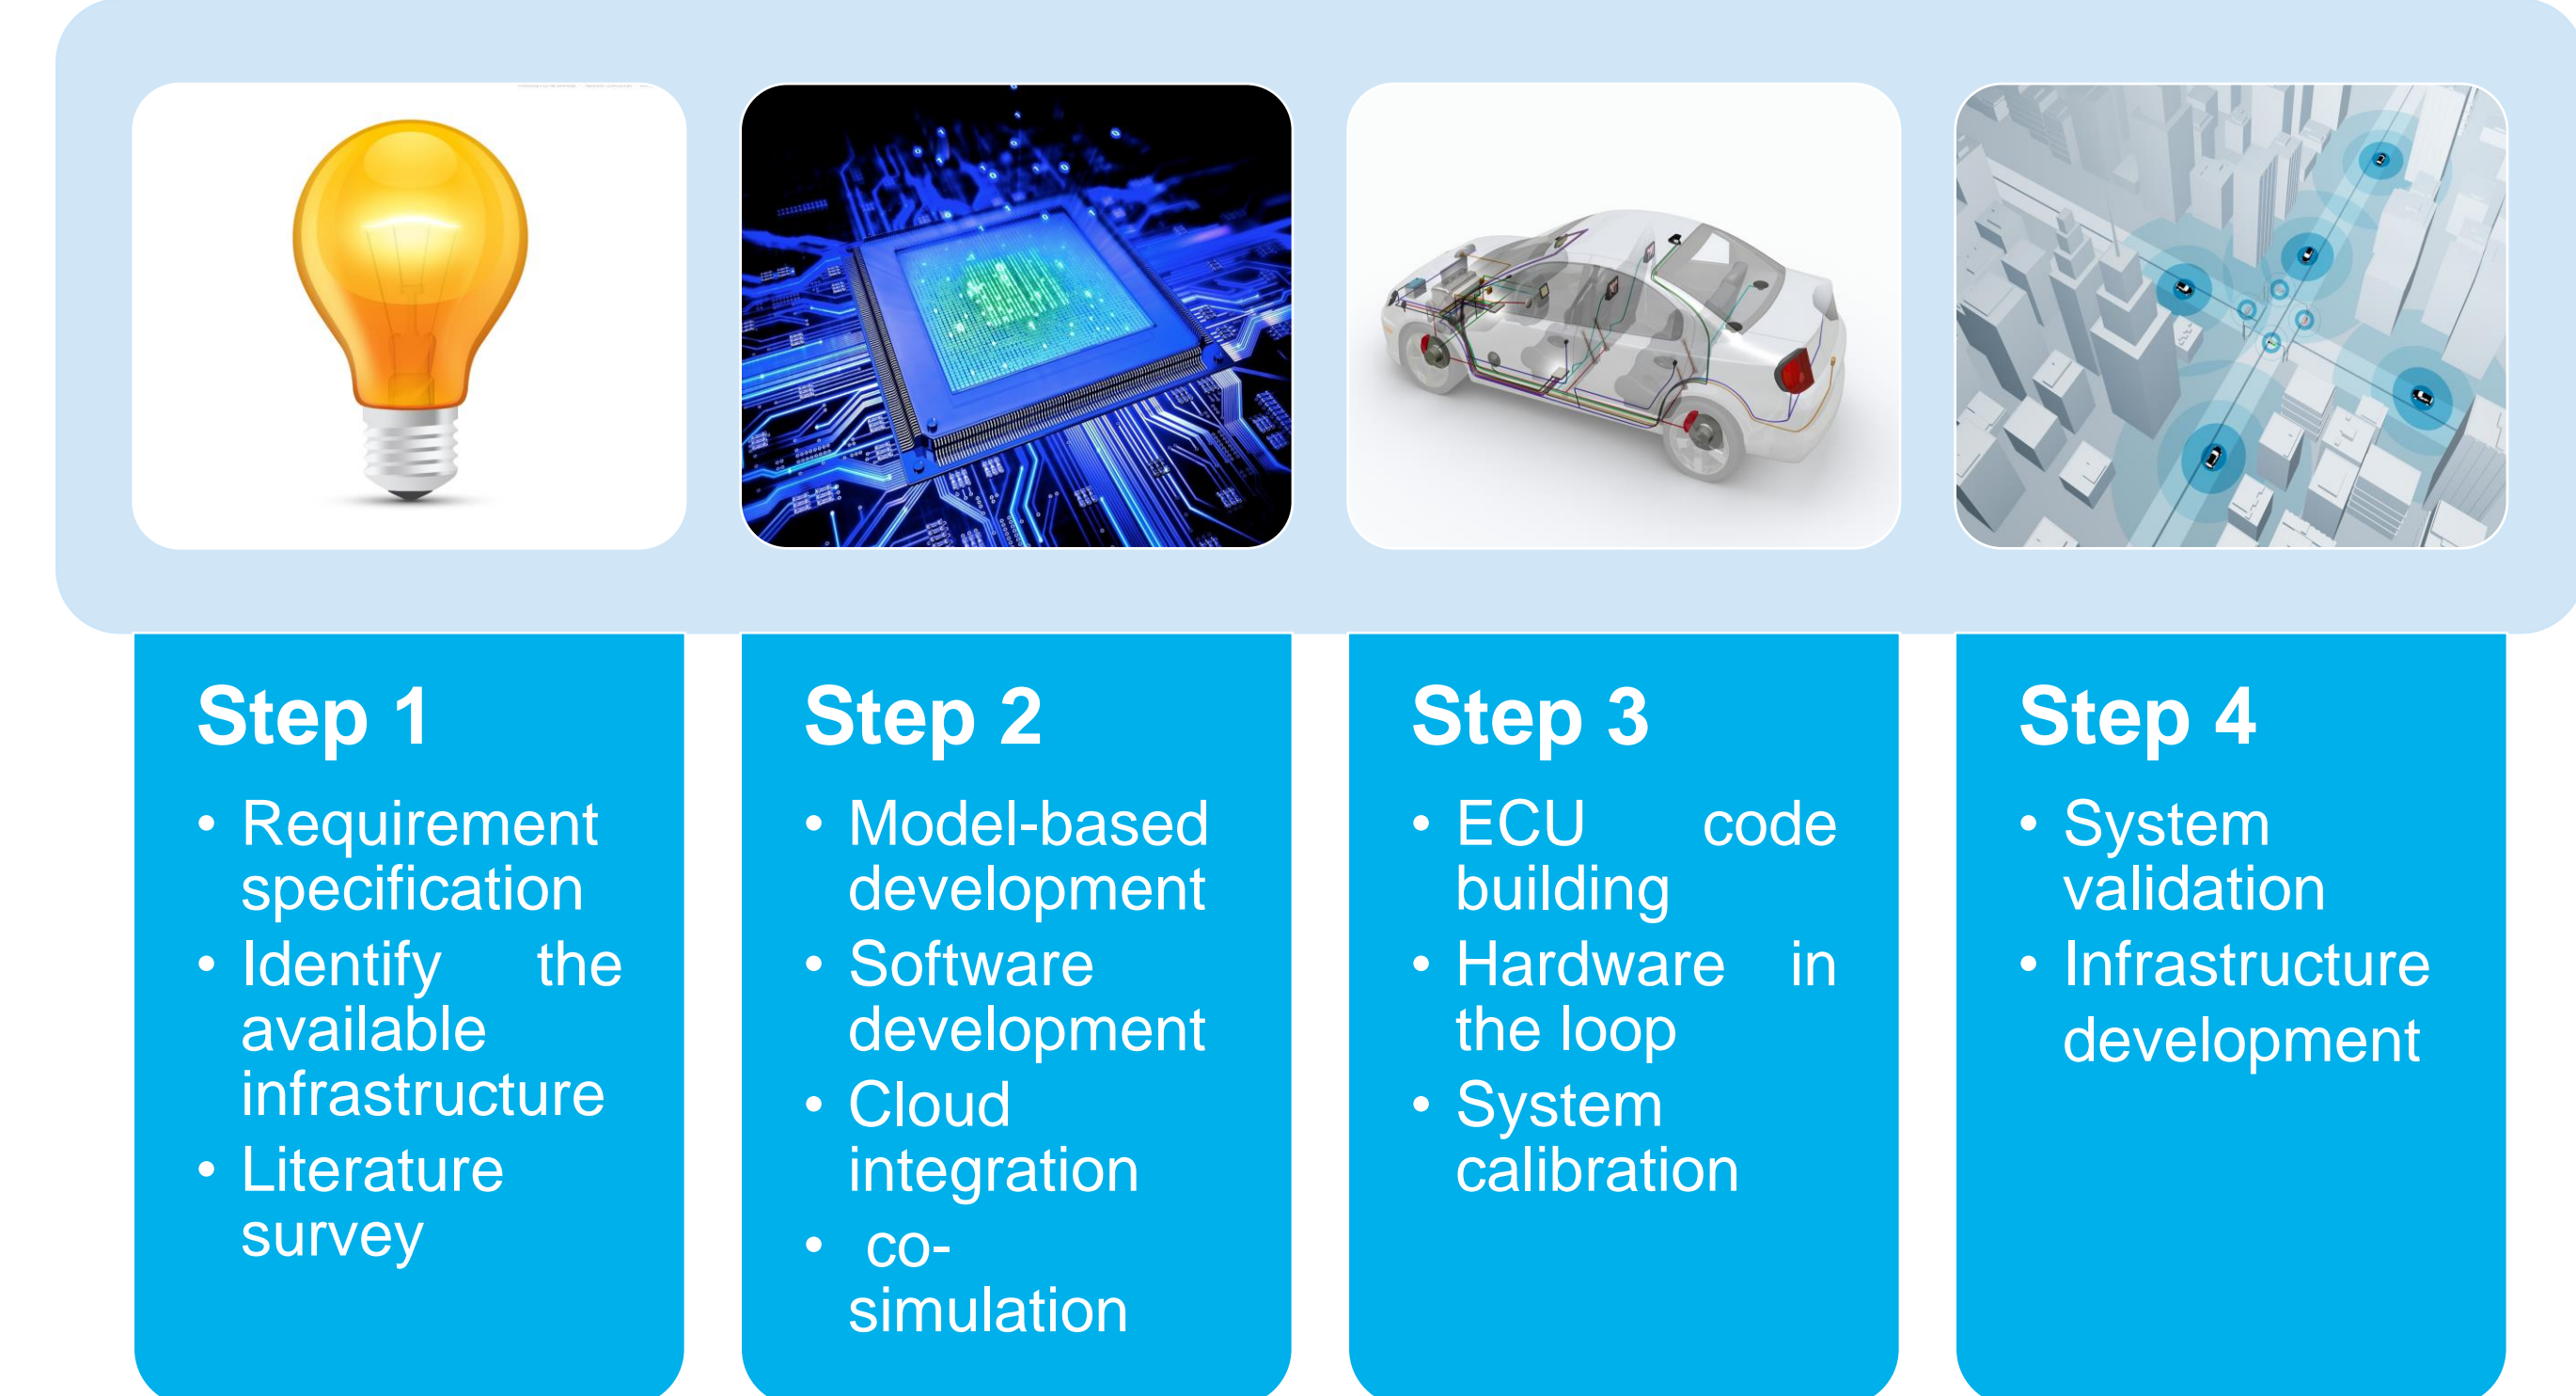 Step 1
• Requirement
specification
• Identify the
available
infrastructure
• Literature
survey
Step 2
• Model-based
development
• Software
development
• Cloud
integration
• co-
simulation
Step 3
• ECU code
building
• Hardware in
the loop
• System
calibration
Step 4
• System
validation
• Infrastructure
development